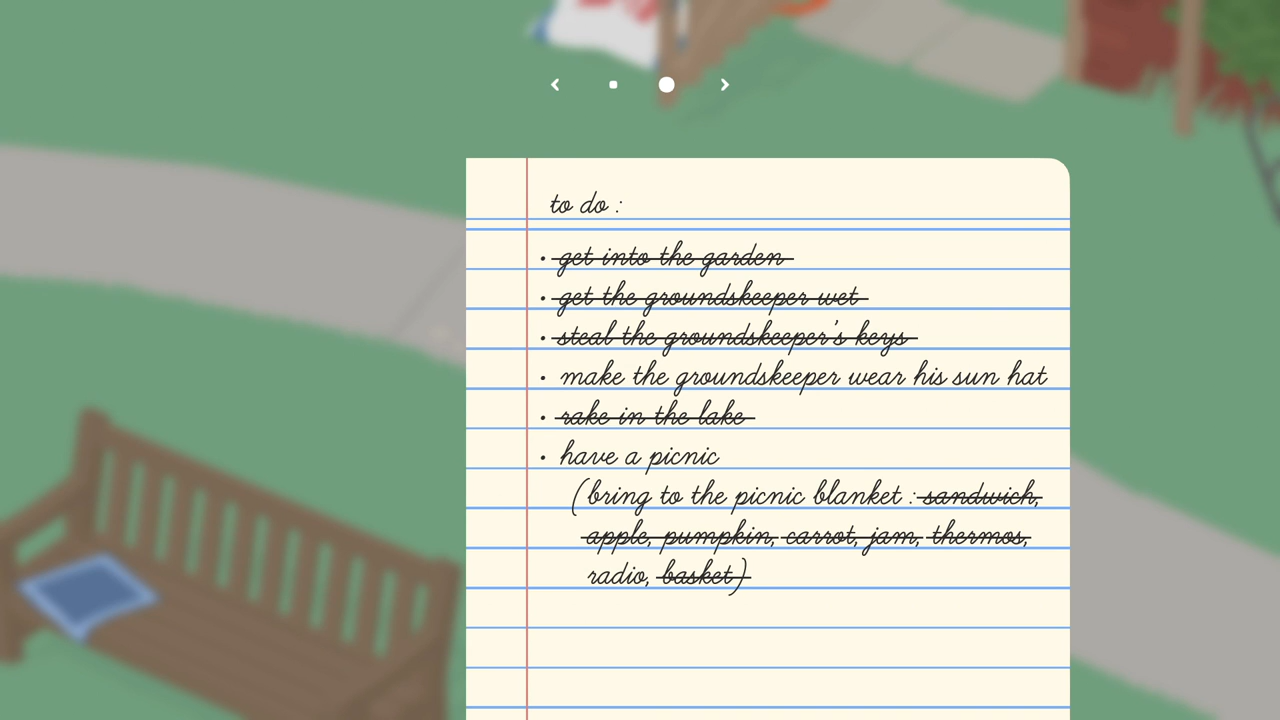 to do :
• get into the garden
• get the groundskeeper wet
• steal the groundskeeper's keys
• make the groundskeeper wear his sun hat
• rake in the lake
• have a picnic
(bring to the picnic blanket : sandwich,
apple, pumpkin, carrot, jam, thermos,
radio, basket)